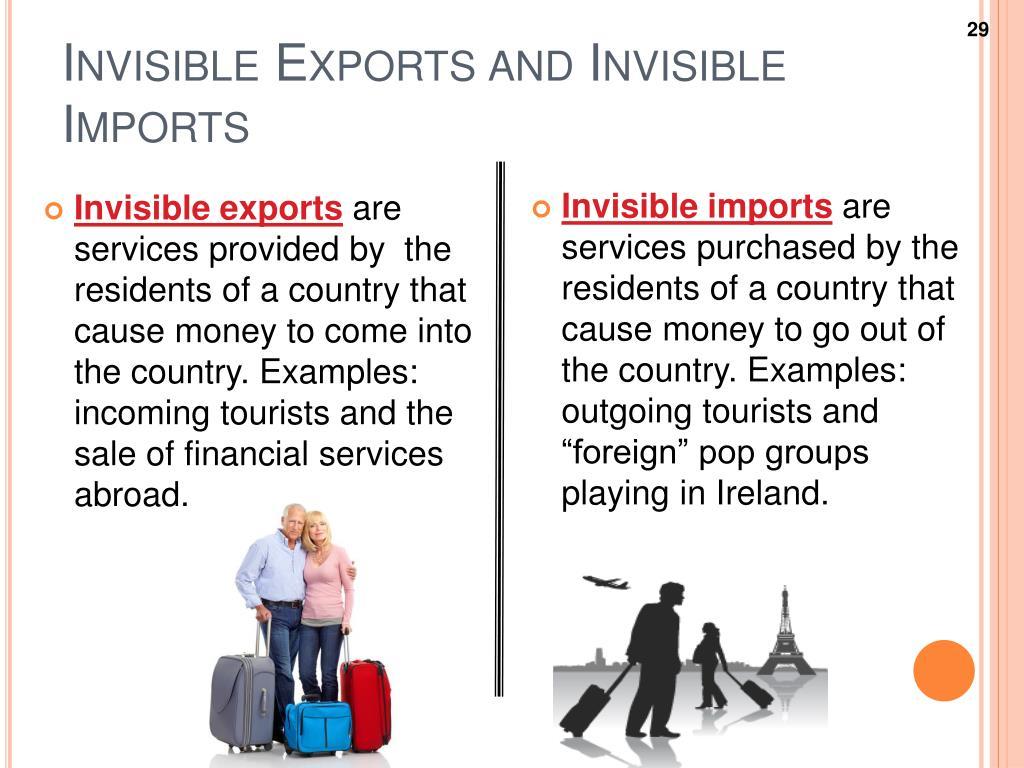 29
Invisible Exports and Invisible
Imports
Invisible exports are
services provided by  the
residents of a country that
cause money to come into
the country. Examples:
incoming tourists and the
sale of financial services
abroad.
Invisible imports are
services purchased by the
residents of a country that
cause money to go out of
the country. Examples:
outgoing tourists and
“foreign” pop groups
playing in Ireland.